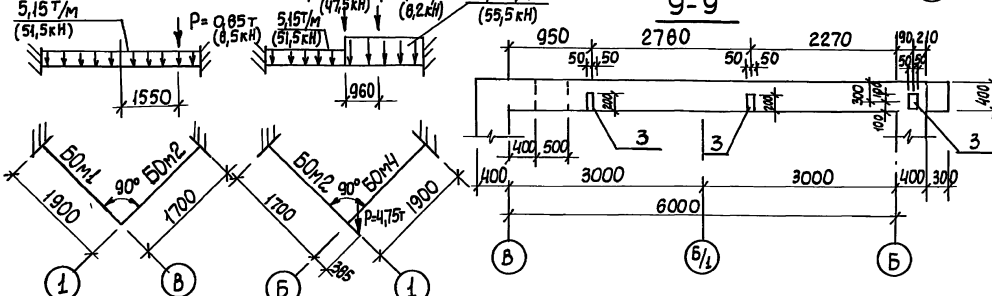 5,15 Т/М
(51,5кН)
Р=0,85т
(8,5кН)
1550
5,15Т/М
(51,5кН)
(47,5кН)
(8,2кН)
(55,5кН)
960
9-9
950 2780 2270 190 210
50 50 50 50 50 50
200 200 300 100 100 400
3 3 3
400 500
400 3000 3000 400 300
6000
В Б/1 Б
БОм1 90° БОм2
1900 1700
1 В
БОм2 90° БОм4
1700 Р=4,75т 1900
385
Б 1